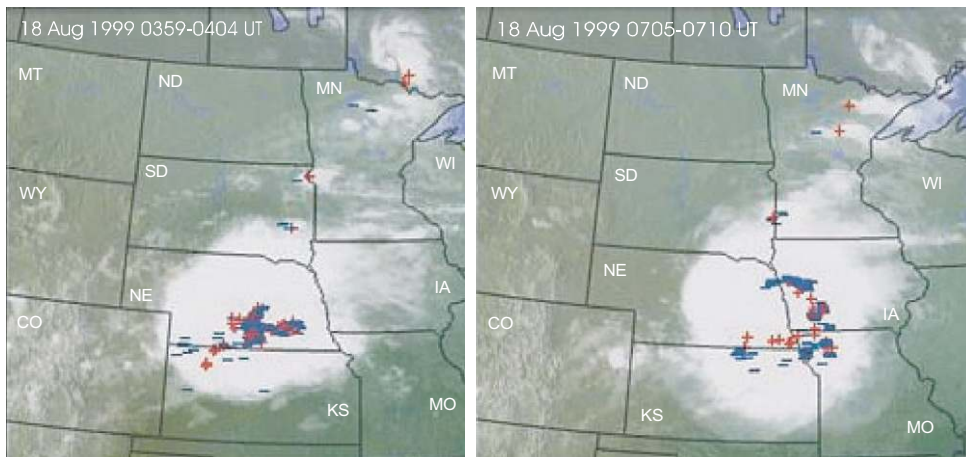 18 Aug 1999 0359-0404 UT
MT
ND
MN
SD
WI
WY
NE
IA
CO
KS
MO
18 Aug 1999 0705-0710 UT
MT
ND
MN
SD
WI
WY
NE
IA
CO
KS
MO